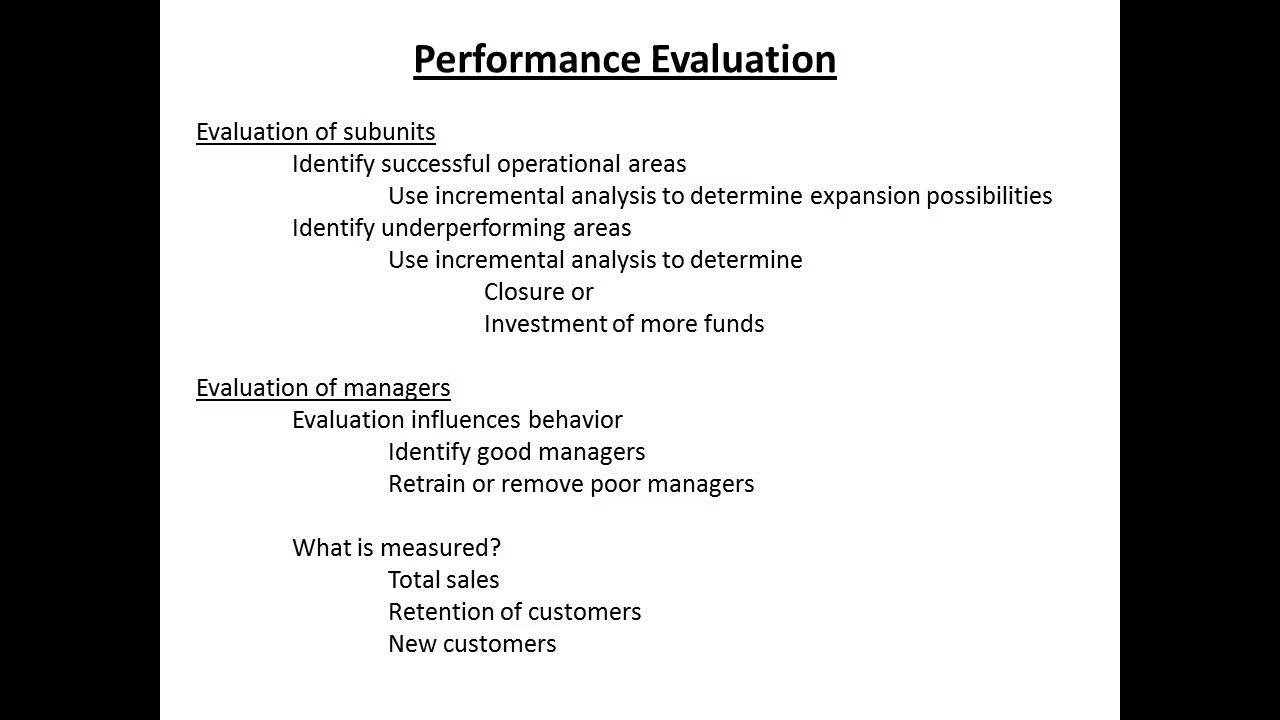 Performance Evaluation
Evaluation of subunits
Identify successful operational areas
Use incremental analysis to determine expansion possibilities
Identify underperforming areas
Use incremental analysis to determine
Closure or
Investment of more funds
Evaluation of managers
Evaluation influences behavior
Identify good managers
Retrain or remove poor managers
What is measured?
Total sales
Retention of customers
New customers